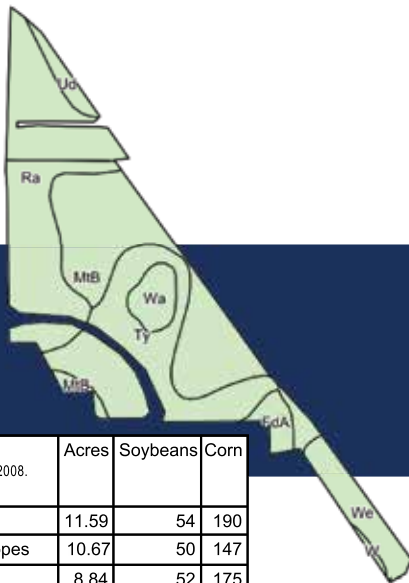 Ud
Ra
MtB
Wa
Ty
MtB
EdA
We
W
Acres Soybeans Corn
2008.
11.59 54 190
opes 10.67 50 147
8.84 52 175